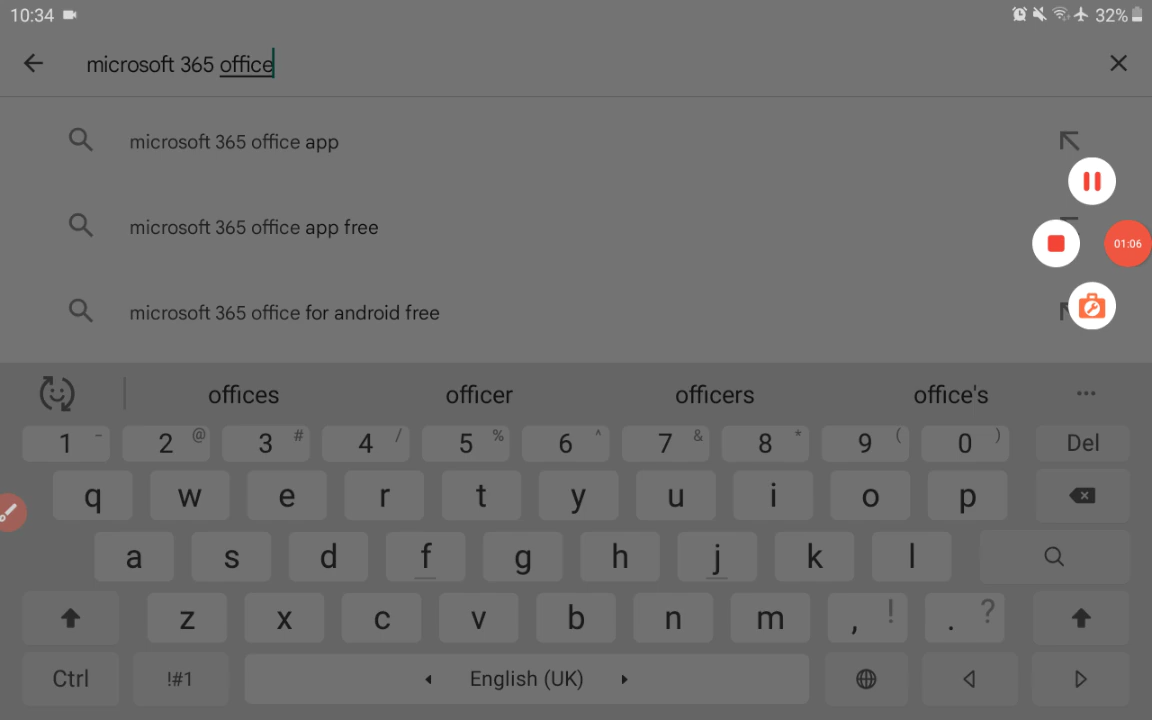 10:34 32%
microsoft 365 office
microsoft 365 office app
microsoft 365 office app free
01:06
microsoft 365 office for android free
offices officer officers office's ...
1 - 2 @ 3 # 4 / 5 % 6 ^ 7 & 8 * 9 ( 0 ) Del
q w e r t y u i o p
a s d f g h j k l
z x c v b n m , ! . ?
Ctrl !#1 English (UK)